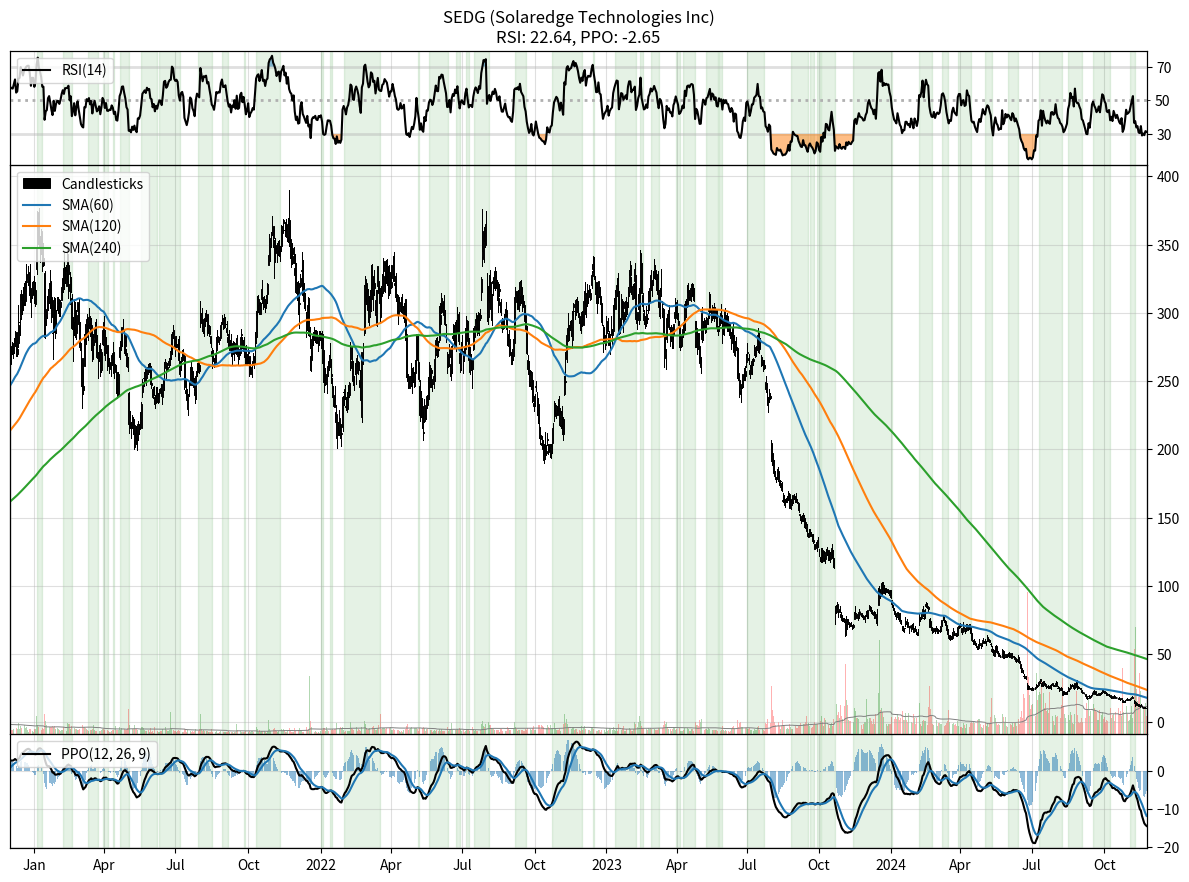 SEDG (Solaredge Technologies Inc)
RSI: 22.64, PPO: -2.65
RSI(14)
70
50
30
Candlesticks
SMA(60)
SMA(120)
SMA(240)
400
350
300
250
200
150
100
50
0
PPO(12, 26, 9)
0
−10
−20
Jan Apr Jul Oct 2022 Apr Jul Oct 2023 Apr Jul Oct 2024 Apr Jul Oct